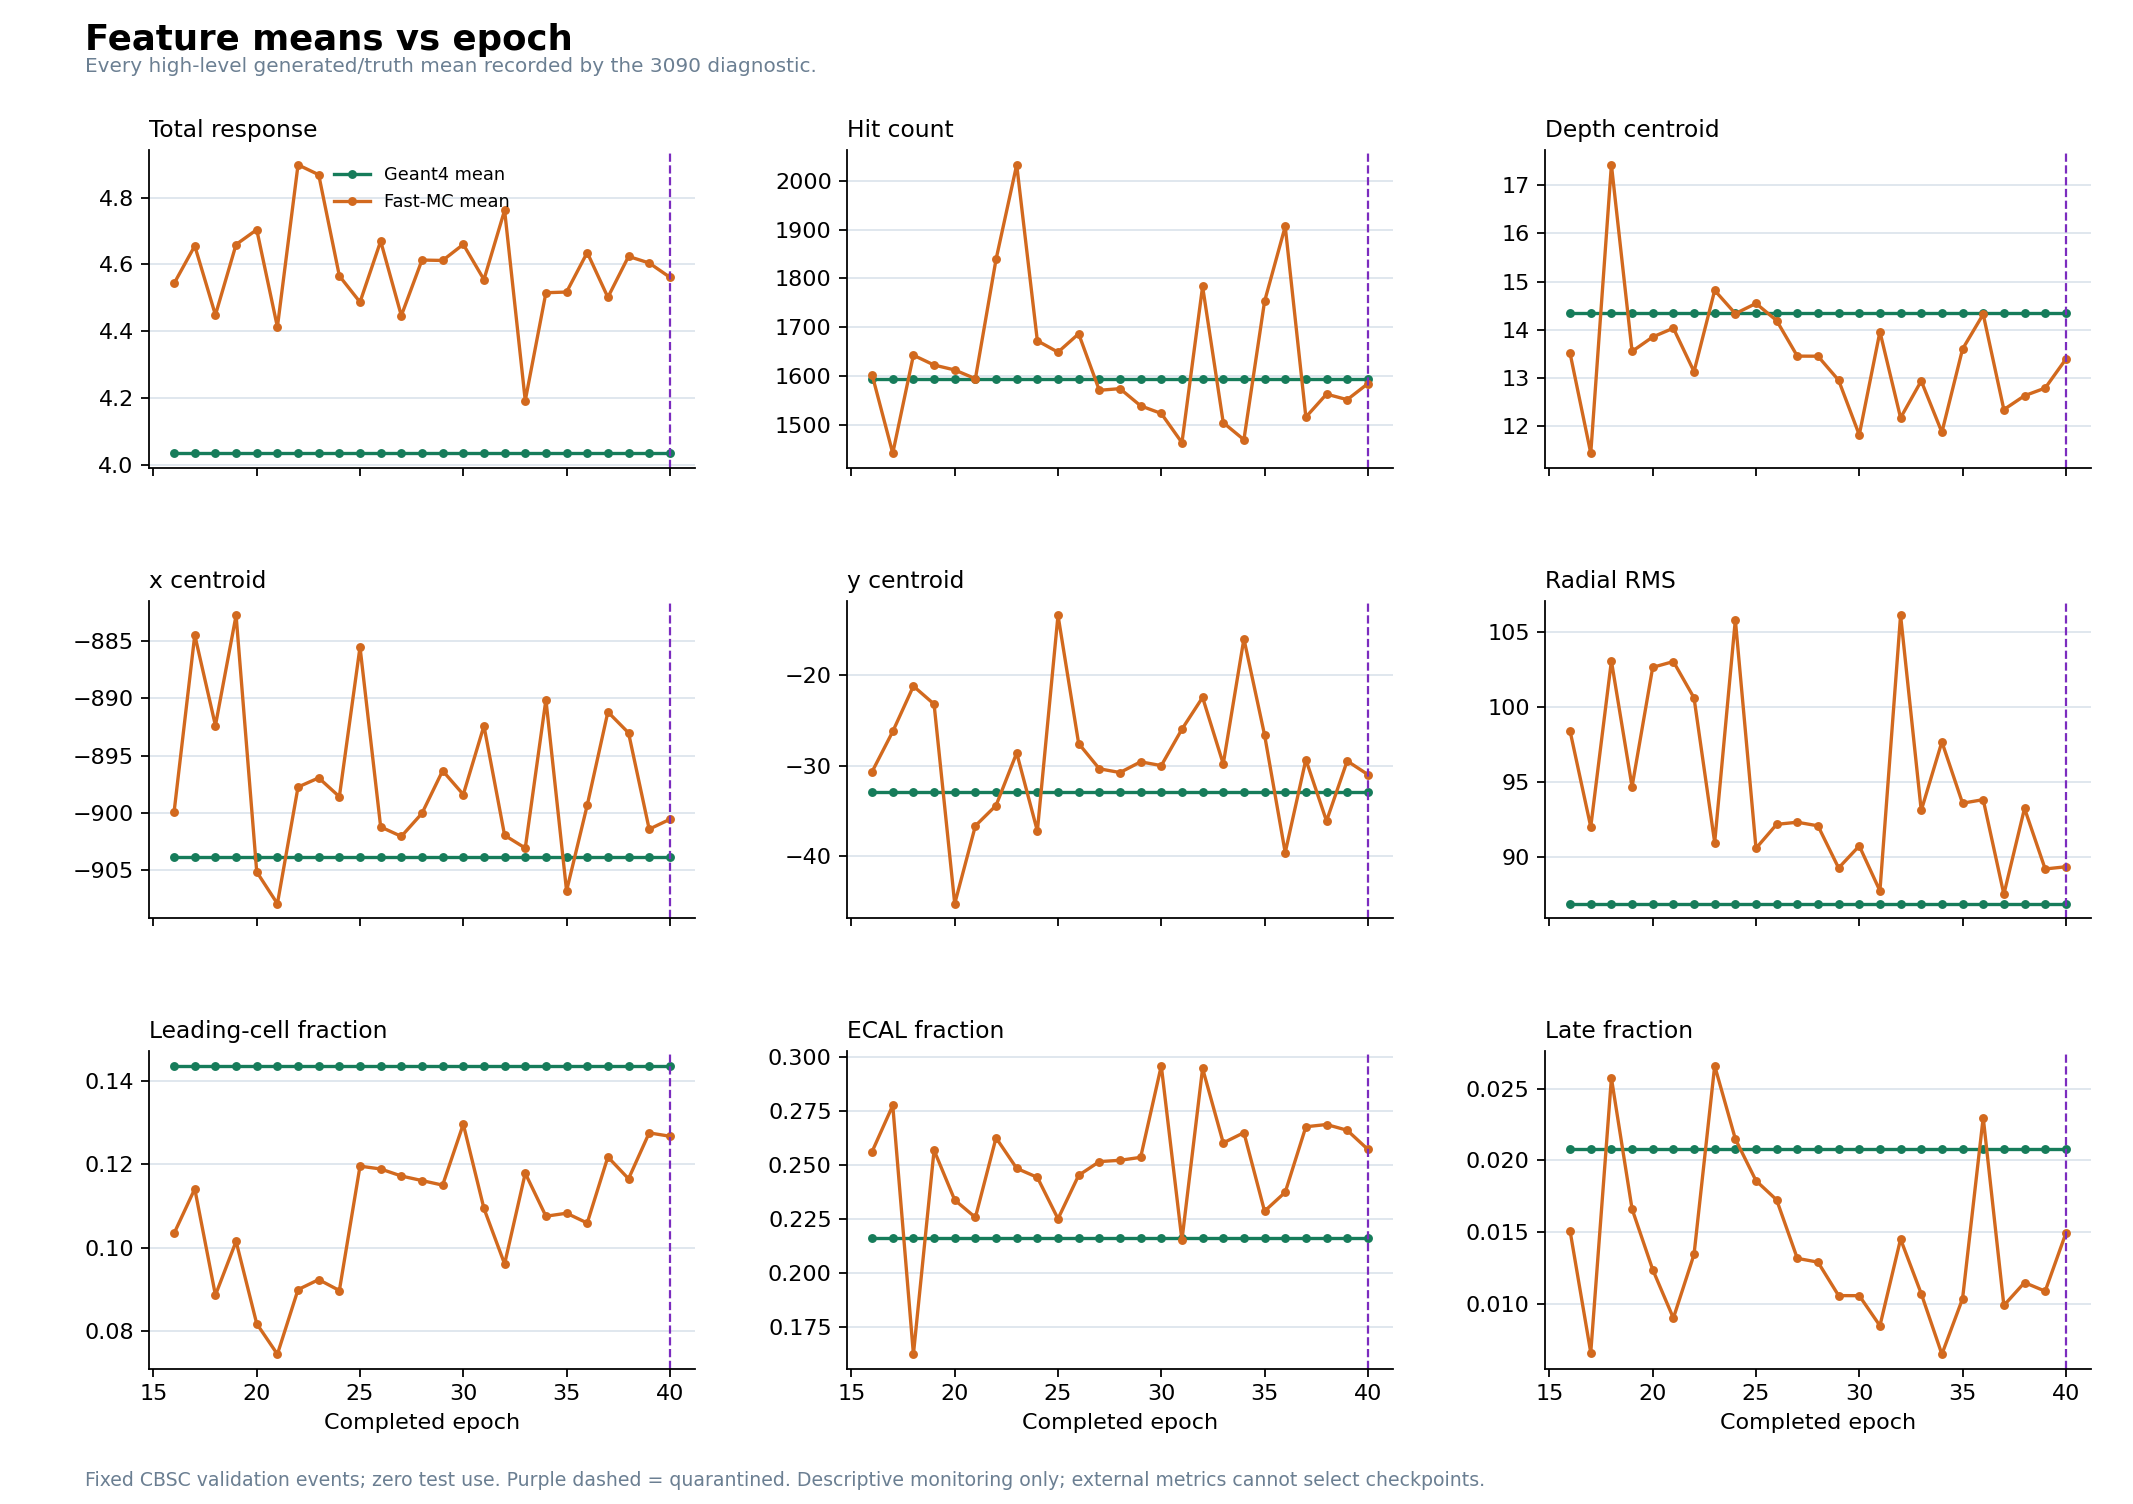 Feature means vs epoch
Every high-level generated/truth mean recorded by the 3090 diagnostic.
Total response
Hit count
Depth centroid
Geant4 mean
Fast-MC mean
4.8
4.6
4.4
4.2
4.0
2000
1900
1800
1700
1600
1500
17
16
15
14
13
12
x centroid
y centroid
Radial RMS
−885
−890
−895
−900
−905
−20
−30
−40
105
100
95
90
Leading-cell fraction
ECAL fraction
Late fraction
0.14
0.12
0.10
0.08
0.300
0.275
0.250
0.225
0.200
0.175
0.025
0.020
0.015
0.010
15 20 25 30 35 40
15 20 25 30 35 40
15 20 25 30 35 40
Completed epoch
Completed epoch
Completed epoch
Fixed CBSC validation events; zero test use. Purple dashed = quarantined. Descriptive monitoring only; external metrics cannot select checkpoints.